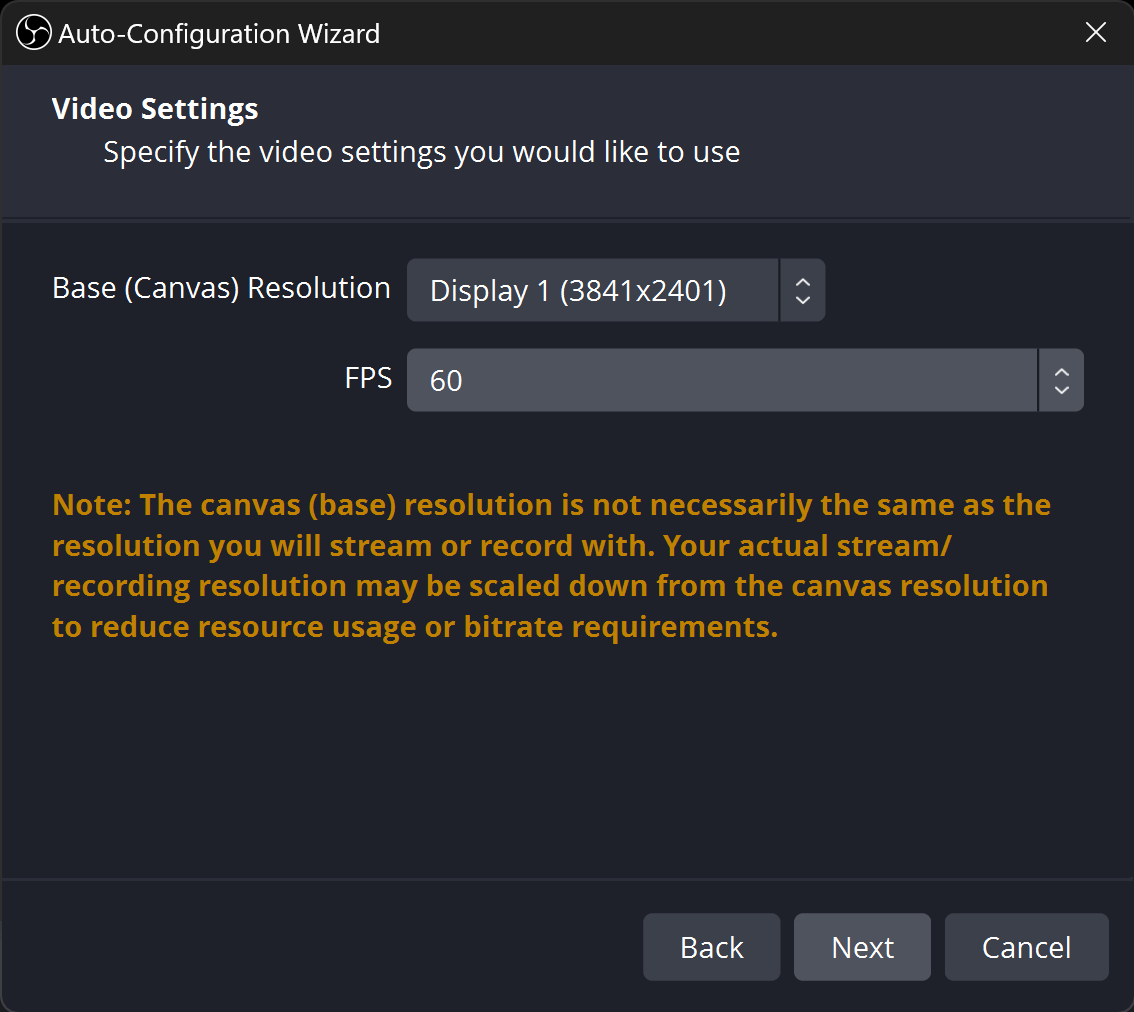 Auto-Configuration Wizard
Video Settings
Specify the video settings you would like to use
Base (Canvas) Resolution Display 1 (3841x2401)
FPS 60
Note: The canvas (base) resolution is not necessarily the same as the
resolution you will stream or record with. Your actual stream/
recording resolution may be scaled down from the canvas resolution
to reduce resource usage or bitrate requirements.
Back Next Cancel